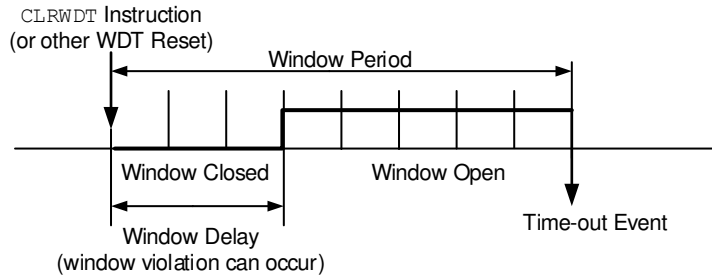 CLRWDT Instruction
(or other WDT Reset)
Window Period
Window Closed
Window Open
Window Delay
(window violation can occur)
Time-out Event